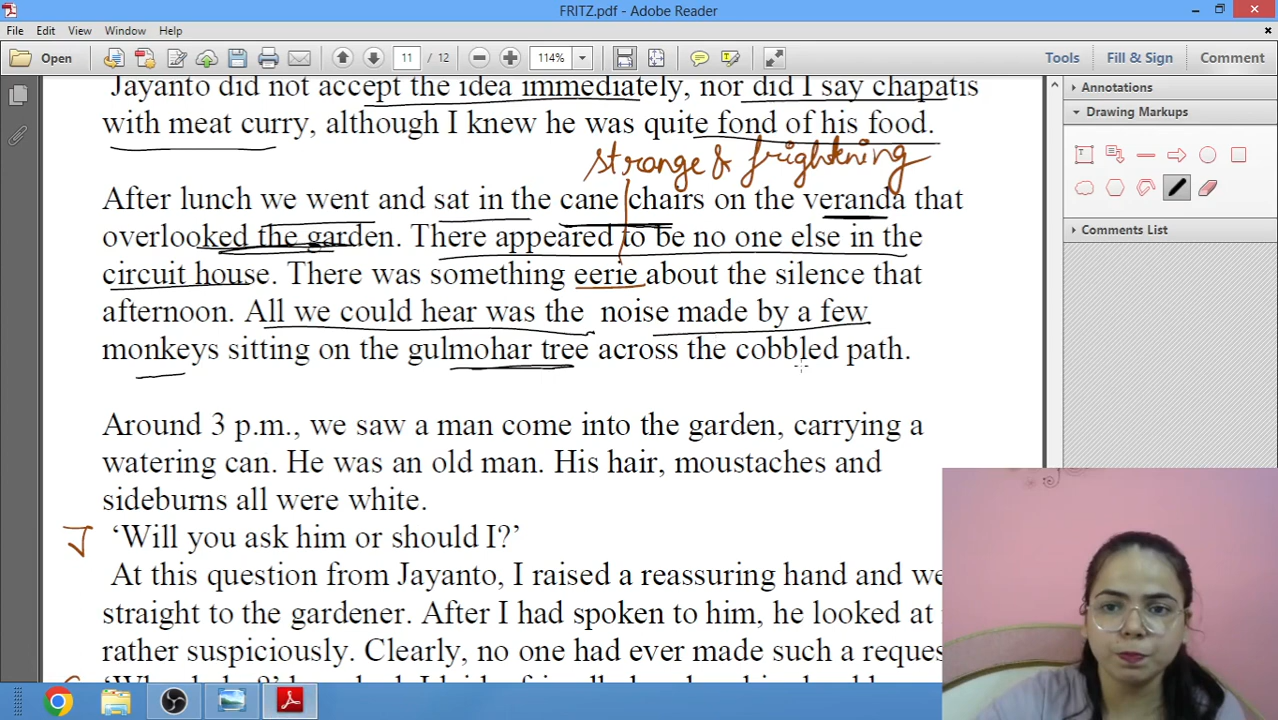 FRITZ.pdf - Adobe Reader
File Edit View Window Help
Open 11 / 12 114% Tools Fill & Sign Comment
Annotations
Drawing Markups
Comments List
Jayanto did not accept the idea immediately, nor did I say chapatis
with meat curry, although I knew he was quite fond of his food.
strange & frightening
After lunch we went and sat in the cane chairs on the veranda that
overlooked the garden. There appeared to be no one else in the
circuit house. There was something eerie about the silence that
afternoon. All we could hear was the noise made by a few
monkeys sitting on the gulmohar tree across the cobbled path.
Around 3 p.m., we saw a man come into the garden, carrying a
watering can. He was an old man. His hair, moustaches and
sideburns all were white.
J ‘Will you ask him or should I?’
At this question from Jayanto, I raised a reassuring hand and we
straight to the gardener. After I had spoken to him, he looked at
rather suspiciously. Clearly, no one had ever made such a reques